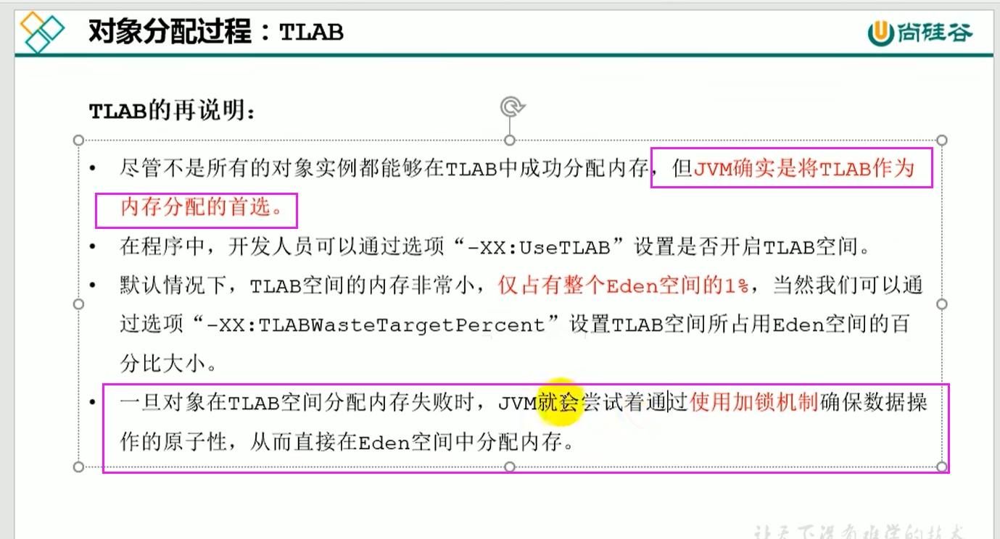 对象分配过程：TLAB
尚硅谷
TLAB的再说明：
• 尽管不是所有的对象实例都能够在TLAB中成功分配内存，但JVM确实是将TLAB作为
内存分配的首选。
• 在程序中，开发人员可以通过选项“-XX:UseTLAB”设置是否开启TLAB空间。
• 默认情况下，TLAB空间的内存非常小，仅占有整个Eden空间的1%，当然我们可以通
过选项“-XX:TLABWasteTargetPercent”设置TLAB空间所占用Eden空间的百
分比大小。
• 一旦对象在TLAB空间分配内存失败时，JVM就会尝试着通过使用加锁机制确保数据操
作的原子性，从而直接在Eden空间中分配内存。
让天下没有难学的技术